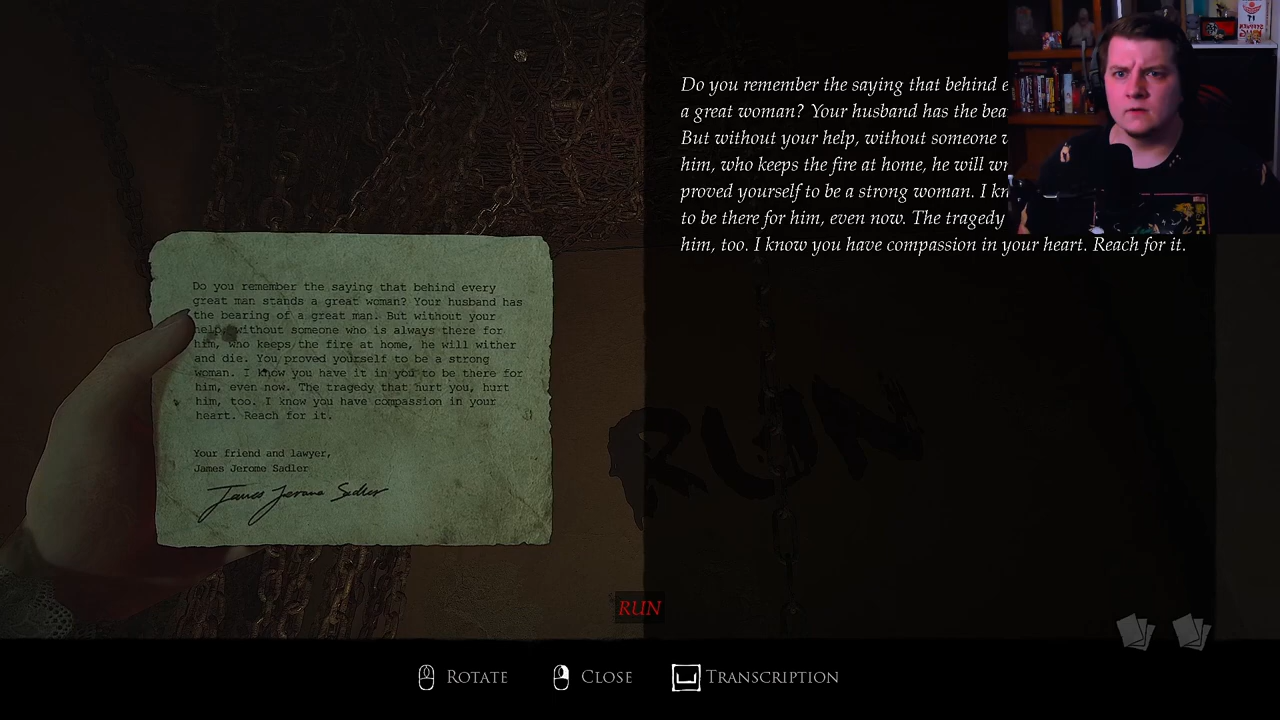 Do you remember the saying that behind every
great man stands a great woman? Your husband has
the bearing of a great man. But without your
help, without someone who is always there for
him, who keeps the fire at home, he will wither
and die. You proved yourself to be a strong
woman. I know you have it in you to be there for
him, even now. The tragedy that hurt you, hurt
him, too. I know you have compassion in your
heart. Reach for it.
Your friend and lawyer,
James Jerome Sadler
James Jerome Sadler
Do you remember the saying that behind
a great woman? Your husband has the
But without your help, without someone
him, who keeps the fire at home, he will
proved yourself to be a strong woman. I
to be there for him, even now. The tragedy
him, too. I know you have compassion in your heart. Reach for it.
RUN
RUN
ROTATE
CLOSE
TRANSCRIPTION